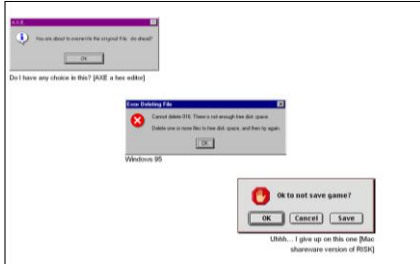 AXE
You are about to overwrite the original file. do ahead?
OK
Do I have any choice in this? [AXE a hex editor]
Error Deleting File
Cannot delete 016: There is not enough free disk space.
Delete one or more files to free disk space, and then try again.
OK
Windows 95
Ok to not save game?
OK Cancel Save
Uhhh... I give up on this one [Mac
shareware version of RISK]